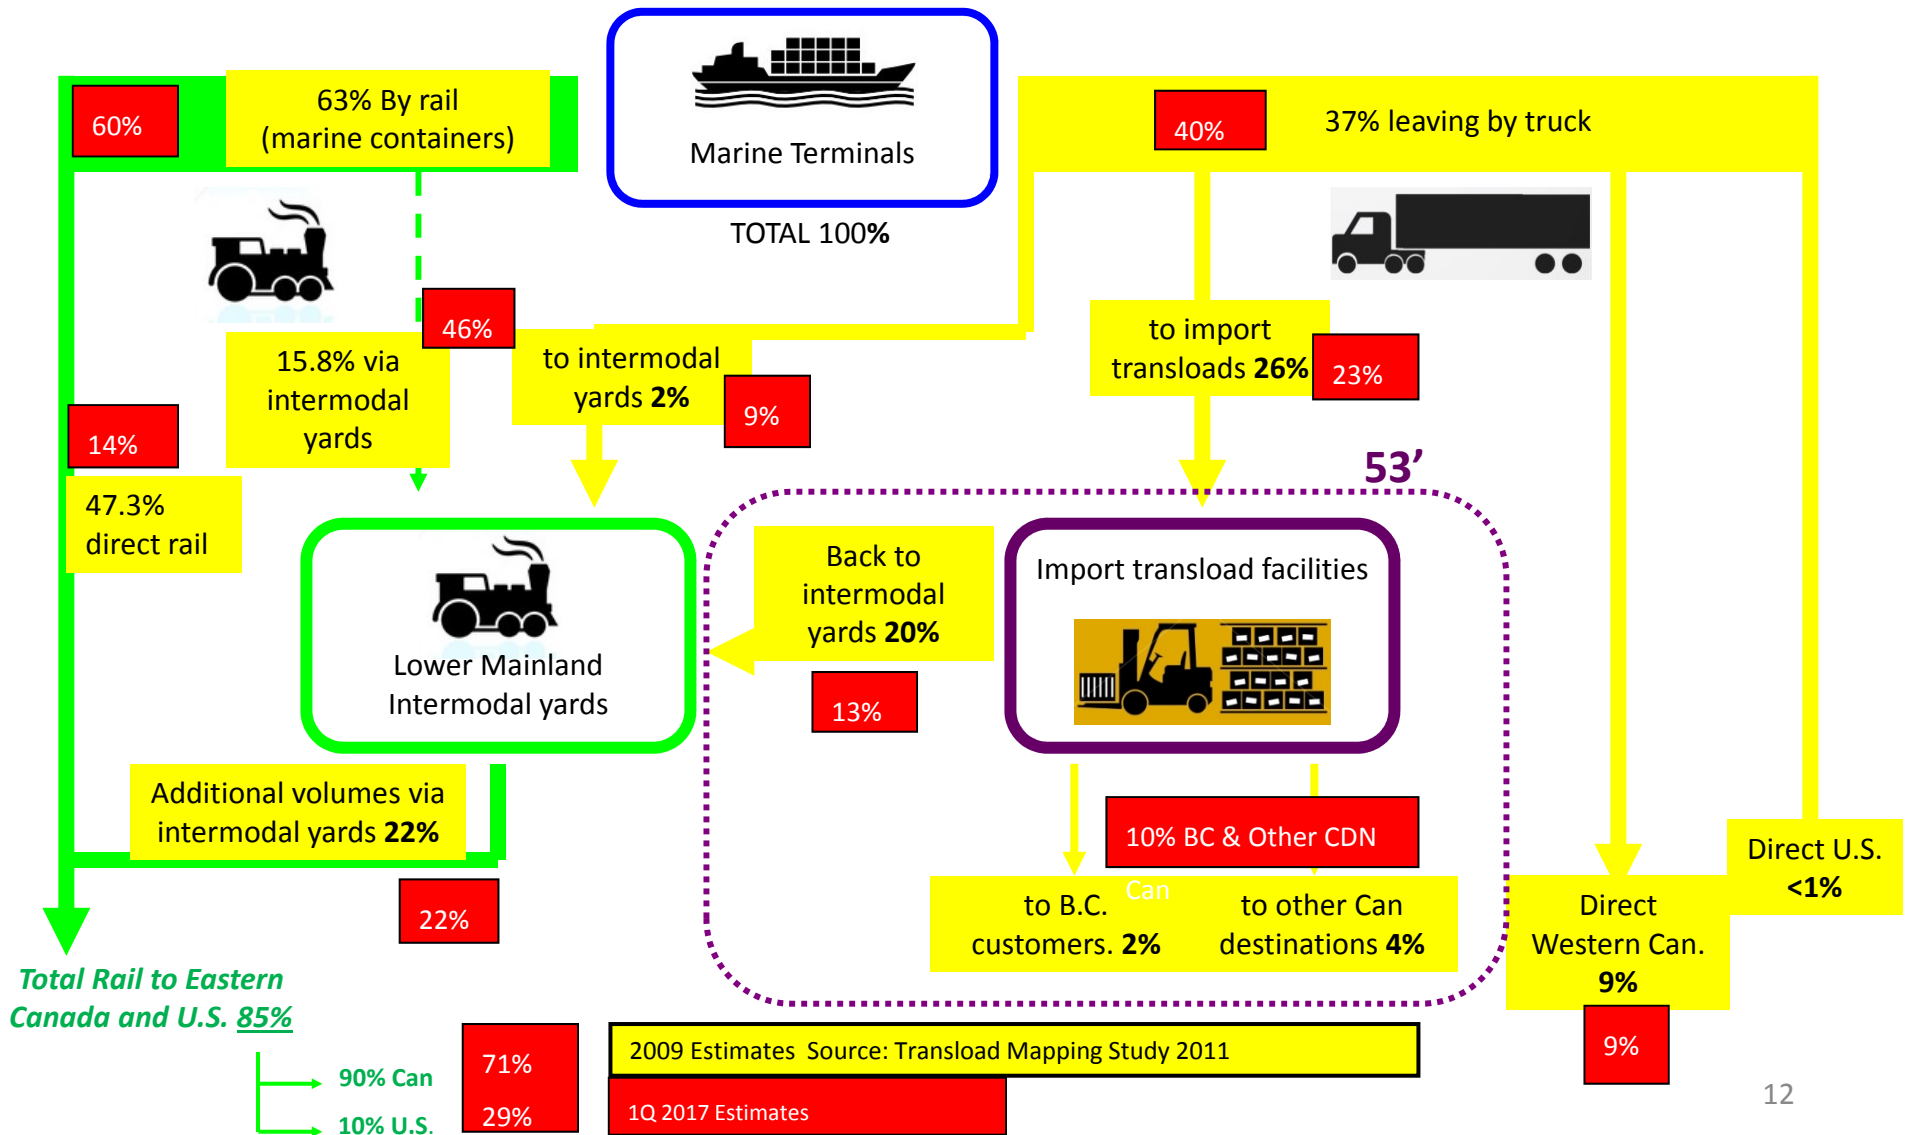 60%
63% By rail
(marine containers)
Marine Terminals
TOTAL 100%
40%
37% leaving by truck
46%
15.8% via
intermodal
yards
to intermodal
yards 2%
9%
to import
transloads 26%
23%
14%
47.3%
direct rail
53’
Back to
intermodal
yards 20%
13%
Import transload facilities
Lower Mainland
Intermodal yards
Additional volumes via
intermodal yards 22%
22%
10% BC & Other CDN
Can
to B.C.
customers. 2%
to other Can
destinations 4%
Direct
Western Can.
9%
9%
Direct U.S.
<1%
Total Rail to Eastern
Canada and U.S. 85%
90% Can
10% U.S.
71%
29%
2009 Estimates Source: Transload Mapping Study 2011
1Q 2017 Estimates
12